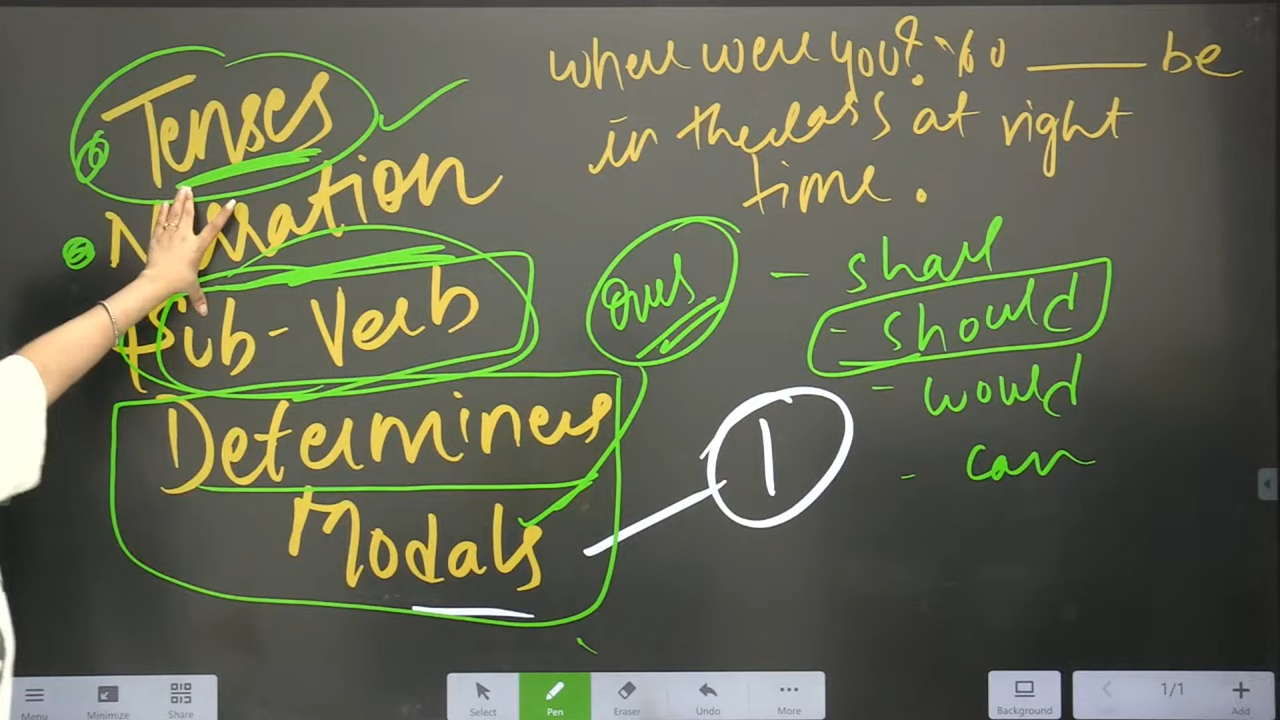 Tenses
Narration
Sub-Verb
Determiners
Modals
where were you? You ____ be
in the class at right
time.
Ques
- shall
- should
- would
- can
1
Menu
Minimize
Share
Select
Pen
Eraser
Undo
More
Background
1/1
Add